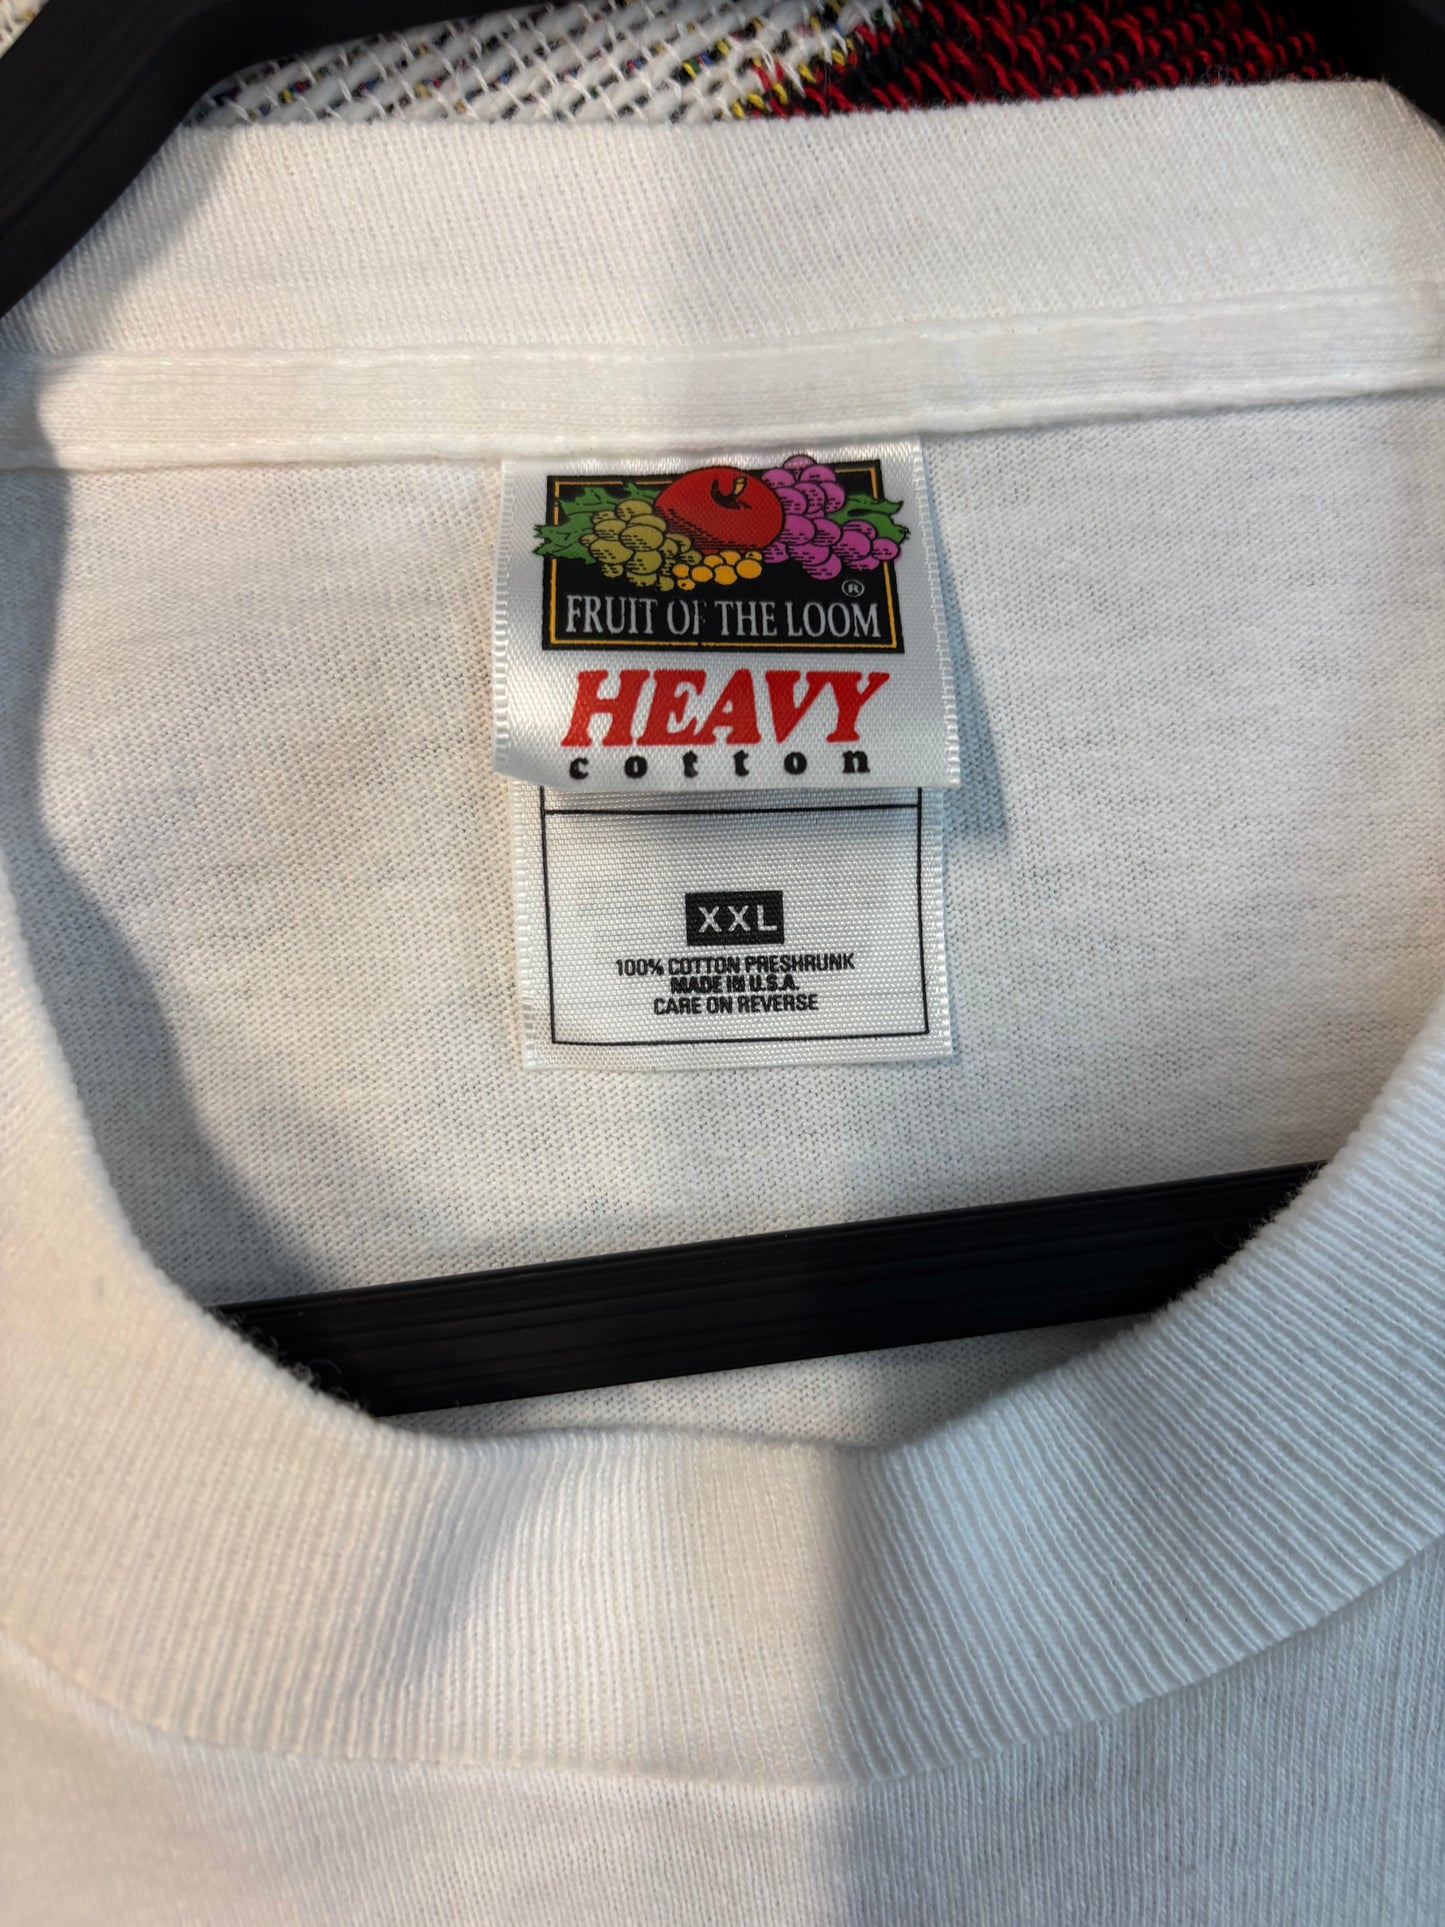 ®
FRUIT OF THE LOOM
HEAVY
cotton
XXL
100% COTTON PRESHRUNK
MADE IN U.S.A.
CARE ON REVERSE